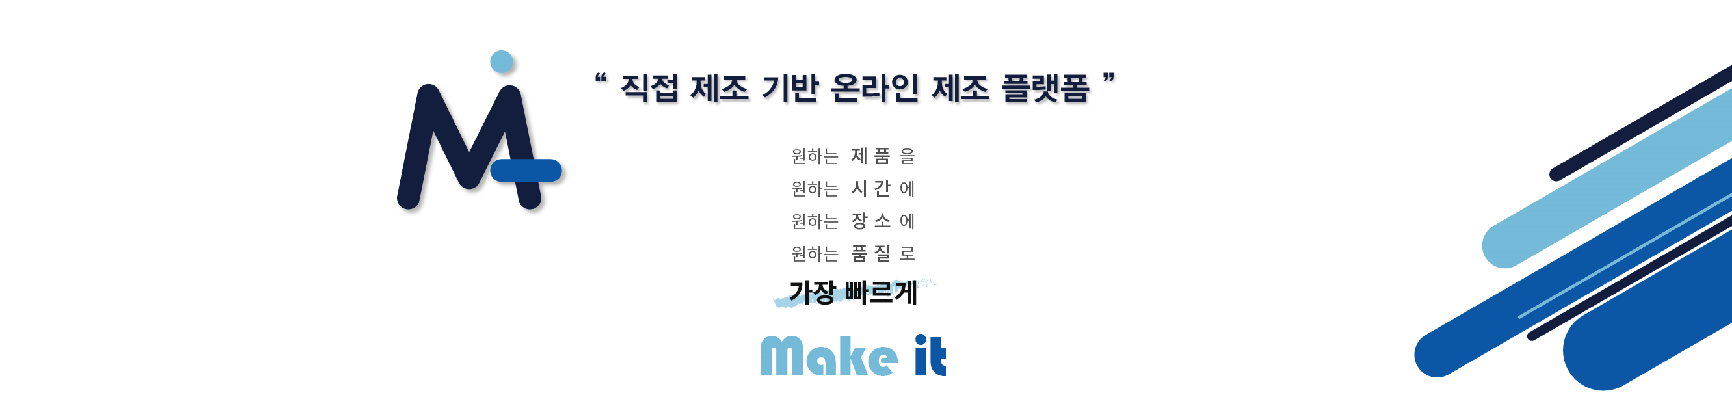 “ 직접 제조 기반 온라인 제조 플랫폼 ”
원하는 제품을
원하는 시간에
원하는 장소에
원하는 품질로
가장 빠르게
Make it